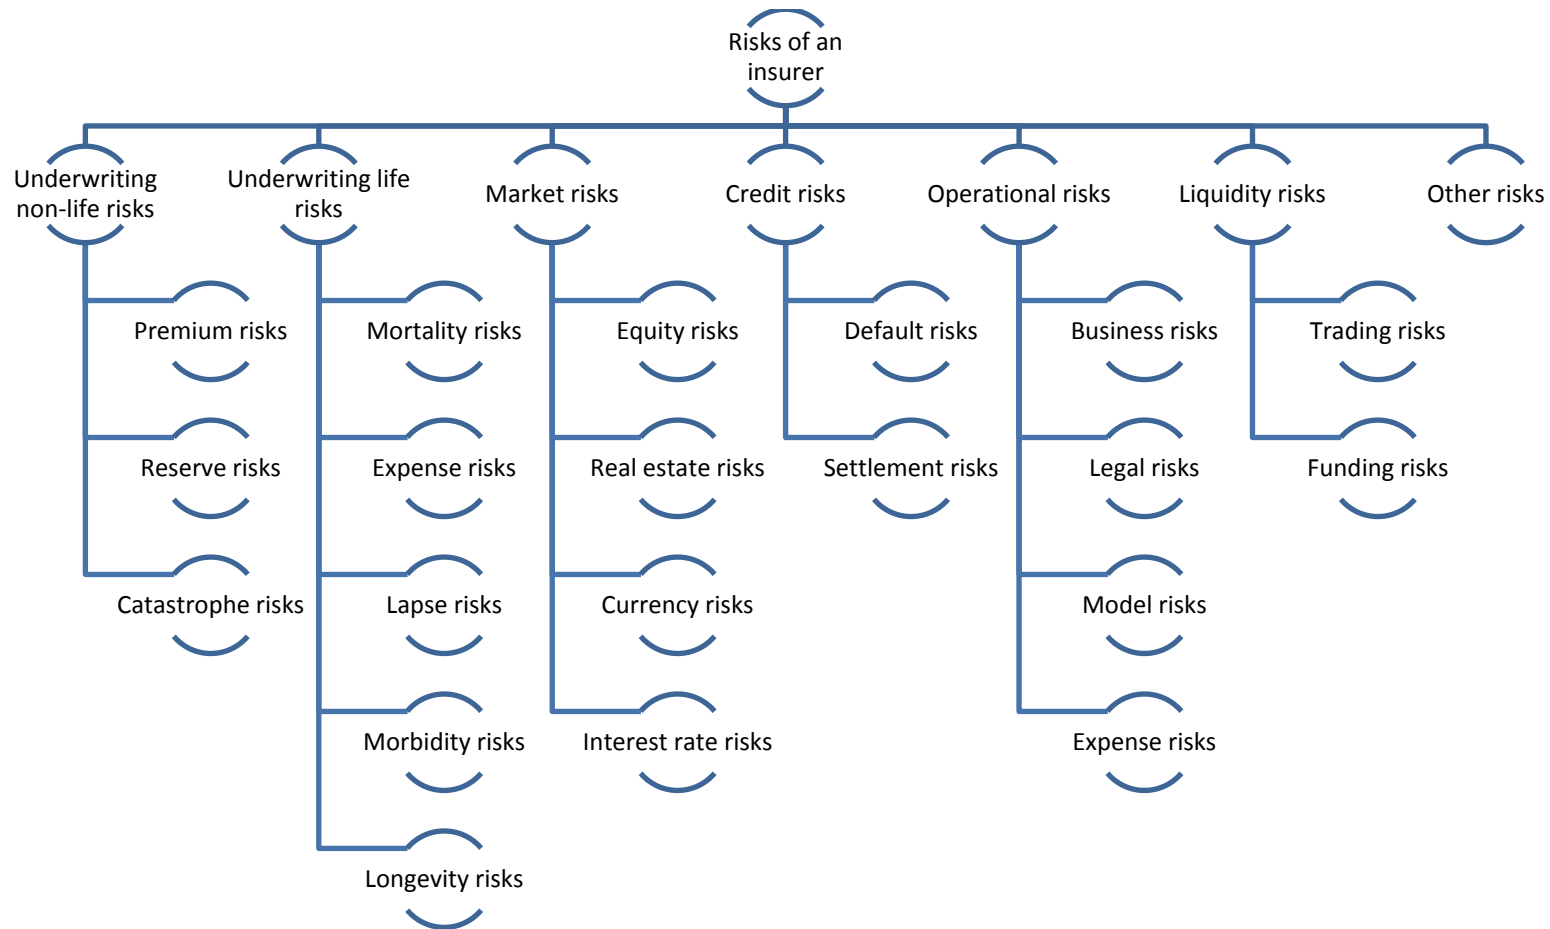 Risks of an
insurer
Underwriting
non-life risks
Underwriting life
risks
Market risks
Credit risks
Operational risks
Liquidity risks
Other risks
Premium risks
Reserve risks
Catastrophe risks
Mortality risks
Expense risks
Lapse risks
Morbidity risks
Longevity risks
Equity risks
Real estate risks
Currency risks
Interest rate risks
Default risks
Settlement risks
Business risks
Legal risks
Model risks
Expense risks
Trading risks
Funding risks